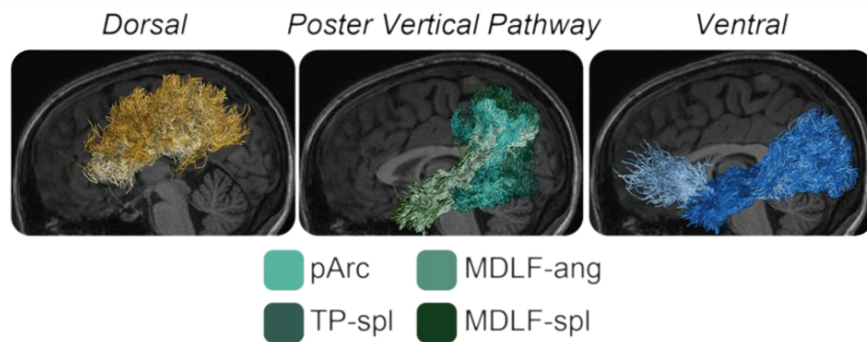 Dorsal
Poster Vertical Pathway
Ventral
pArc
MDLF-ang
TP-spl
MDLF-spl